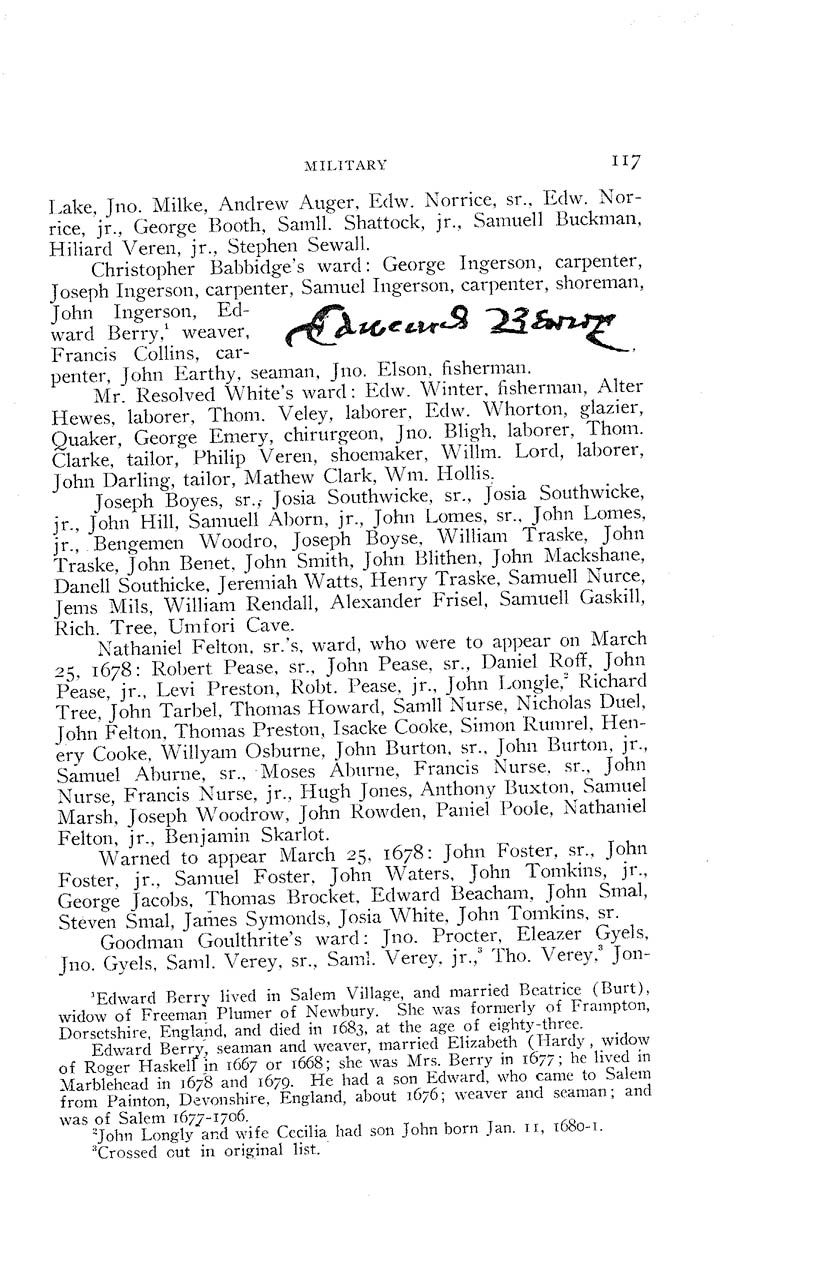 MILITARY 117
Lake, Jno. Milke, Andrew Auger, Edw. Norrice, sr., Edw. Nor-
rice, jr., George Booth, Samll. Shattock, jr., Samuell Buckman,
Hiliard Veren, jr., Stephen Sewall.
Christopher Babbidge's ward: George Ingerson, carpenter,
Joseph Ingerson, carpenter, Samuel Ingerson, carpenter, shoreman,
John Ingerson, Ed-
ward Berry,¹ weaver,
Francis Collins, car-
penter, John Earthy, seaman, Jno. Elson, fisherman.
Mr. Resolved White's ward: Edw. Winter, fisherman, Alter
Hewes, laborer, Thom. Veley, laborer, Edw. Whorton, glazier,
Quaker, George Emery, chirurgeon, Jno. Bligh, laborer, Thom.
Clarke, tailor, Philip Veren, shoemaker, Willm. Lord, laborer,
John Darling, tailor, Mathew Clark, Wm. Hollis.
Joseph Boyes, sr., Josia Southwicke, sr., Josia Southwicke,
jr., John Hill, Samuell Aborn, jr., John Lomes, sr., John Lomes,
jr., Bengemen Woodro, Joseph Boyse, William Traske, John
Traske, John Benet, John Smith, John Blithen, John Mackshane,
Danell Southicke, Jeremiah Watts, Henry Traske, Samuell Nurce,
Jems Mils, William Rendall, Alexander Frisel, Samuell Gaskill,
Rich. Tree, Umfori Cave.
Nathaniel Felton, sr.'s, ward, who were to appear on March
25, 1678: Robert Pease, sr., John Pease, sr., Daniel Roff, John
Pease, jr., Levi Preston, Robt. Pease, jr., John Longle,² Richard
Tree, John Tarbel, Thomas Howard, Samll Nurse, Nicholas Duel,
John Felton, Thomas Preston, Isacke Cooke, Simon Rumrel, Hen-
ery Cooke, Willyam Osburne, John Burton, sr., John Burton, jr.,
Samuel Aburne, sr., Moses Aburne, Francis Nurse, sr., John
Nurse, Francis Nurse, jr., Hugh Jones, Anthony Buxton, Samuel
Marsh, Joseph Woodrow, John Rowden, Paniel Poole, Nathaniel
Felton, jr., Benjamin Skarlot.
Warned to appear March 25, 1678: John Foster, sr., John
Foster, jr., Samuel Foster, John Waters, John Tomkins, jr.,
George Jacobs, Thomas Brocket, Edward Beacham, John Smal,
Steven Smal, James Symonds, Josia White, John Tomkins, sr.
Goodman Goulthrite's ward: Jno. Procter, Eleazer Gyels,
Jno. Gyels, Saml. Verey, sr., Saml. Verey, jr.,³ Tho. Verey,³ Jon-
¹Edward Berry lived in Salem Village, and married Beatrice (Burt),
widow of Freeman Plumer of Newbury. She was formerly of Frampton,
Dorsetshire, England, and died in 1683, at the age of eighty-three.
Edward Berry, seaman and weaver, married Elizabeth (Hardy, widow
of Roger Haskell in 1667 or 1668; she was Mrs. Berry in 1677; he lived in
Marblehead in 1678 and 1679. He had a son Edward, who came to Salem
from Painton, Devonshire, England, about 1676; weaver and seaman; and
was of Salem 1677-1706.
²John Longly and wife Cecilia had son John born Jan. 11, 1680-1.
³Crossed out in original list.